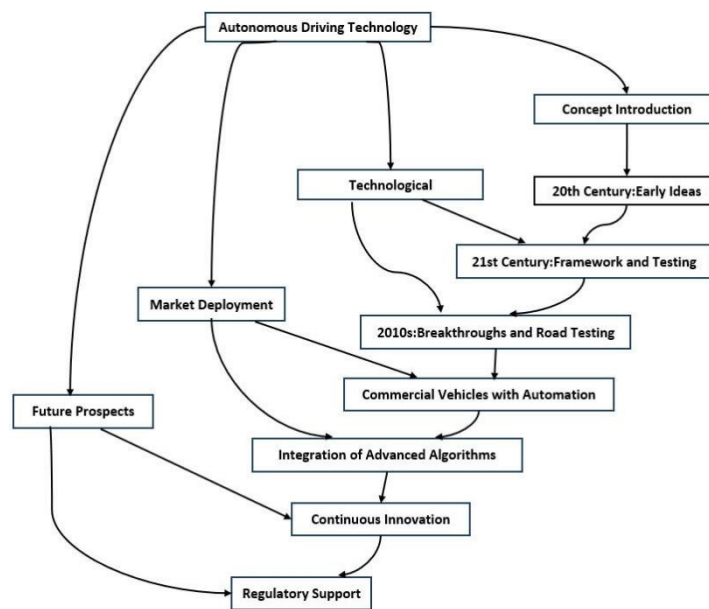 Autonomous Driving Technology
Concept Introduction
Technological
20th Century:Early Ideas
21st Century:Framework and Testing
Market Deployment
2010s:Breakthroughs and Road Testing
Commercial Vehicles with Automation
Future Prospects
Integration of Advanced Algorithms
Continuous Innovation
Regulatory Support